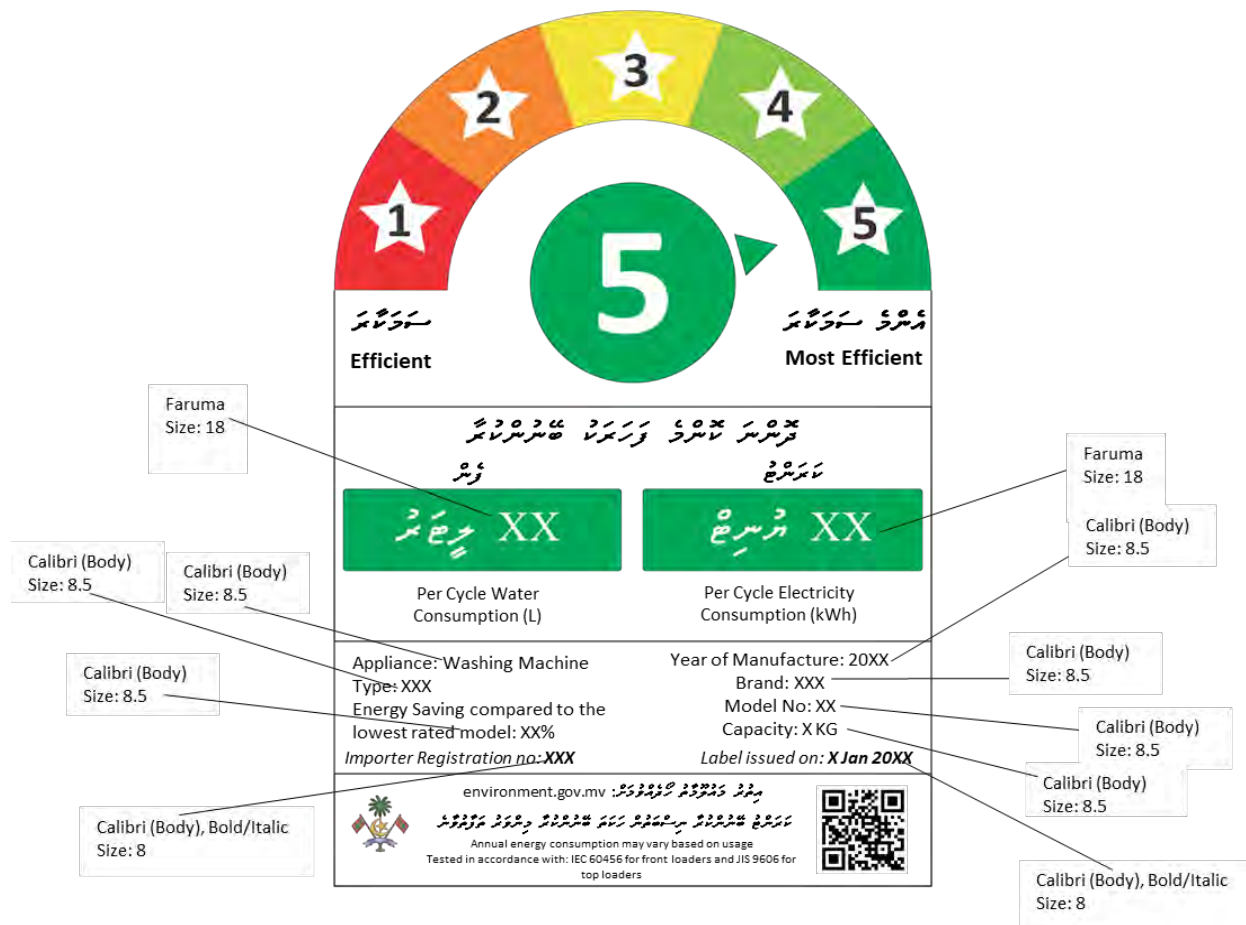 1
2
3
4
5
5
ސަމަކާރަ
Efficient
އެންމެ ސަމަކާރަ
Most Efficient
ދޮންނަ ކޮންމެ ފަހަރަކު ބޭނުންކުރާ
ފެން
ކަރަންޓު
XX ލީޓަރު
XX ޔުނިޓް
Per Cycle Water
Consumption (L)
Per Cycle Electricity
Consumption (kWh)
Appliance: Washing Machine
Type: XXX
Energy Saving compared to the
lowest rated model: XX%
Importer Registration no: XXX
Year of Manufacture: 20XX
Brand: XXX
Model No: XX
Capacity: X KG
Label issued on: X Jan 20XX
އިތުރު މައުލޫމާތު ހޯދެއްވުމަށް: environment.gov.mv
ކަރަންޓު ބޭނުންކުރާ ނިސްބަތުން ހަކަތަ ބޭނުންކުރާ މިންވަރު ތަފާތުވާނެ
Annual energy consumption may vary based on usage
Tested in accordance with: IEC 60456 for front loaders and JIS 9606 for
top loaders
Faruma
Size: 18
Calibri (Body)
Size: 8.5
Calibri (Body)
Size: 8.5
Calibri (Body)
Size: 8.5
Calibri (Body), Bold/Italic
Size: 8
Faruma
Size: 18
Calibri (Body)
Size: 8.5
Calibri (Body)
Size: 8.5
Calibri (Body)
Size: 8.5
Calibri (Body)
Size: 8.5
Calibri (Body), Bold/Italic
Size: 8